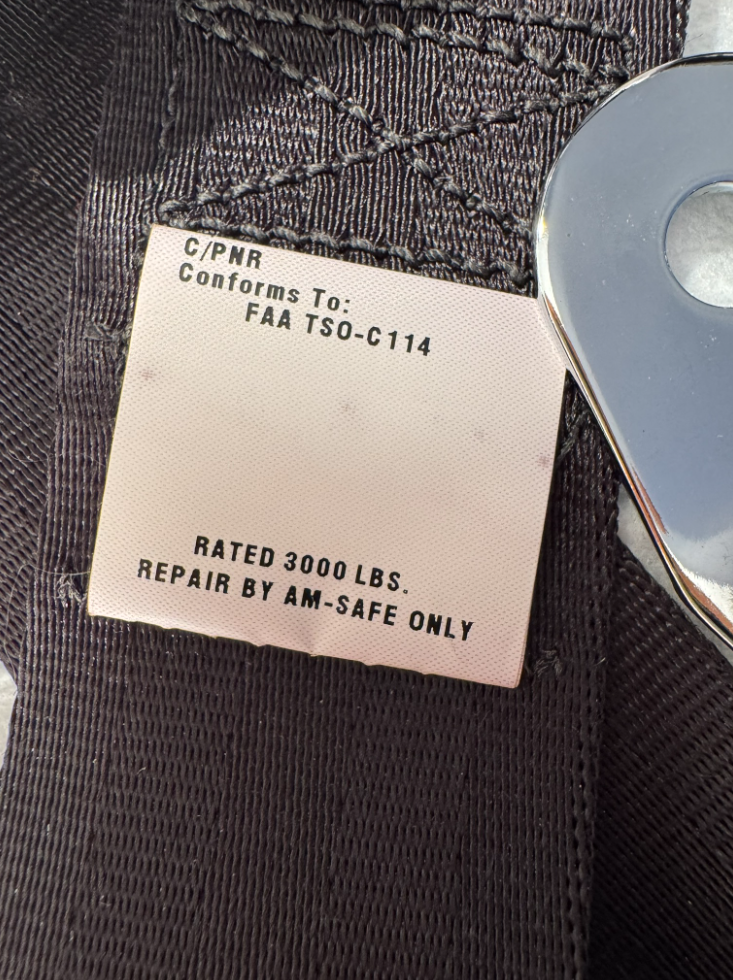 C/PNR
Conforms To:
FAA TSO-C114
RATED 3000 LBS.
REPAIR BY AM-SAFE ONLY